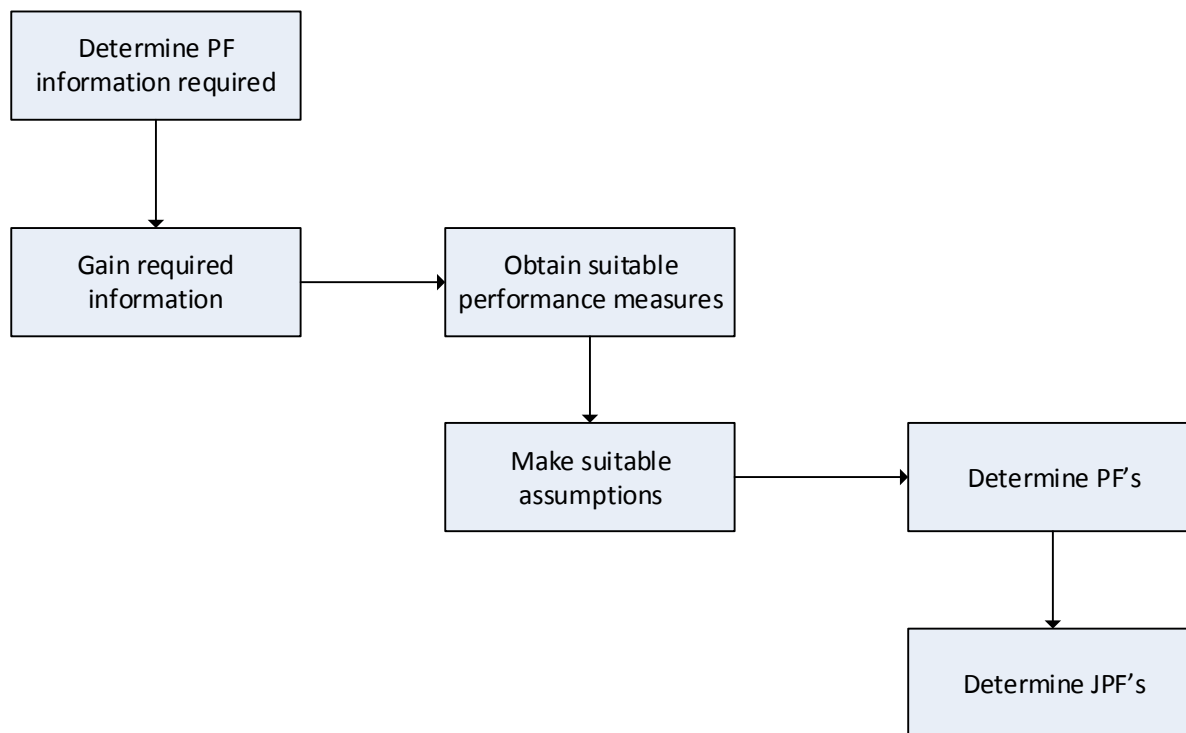 Determine PF
information required
Gain required
information
Obtain suitable
performance measures
Make suitable
assumptions
Determine PF’s
Determine JPF’s